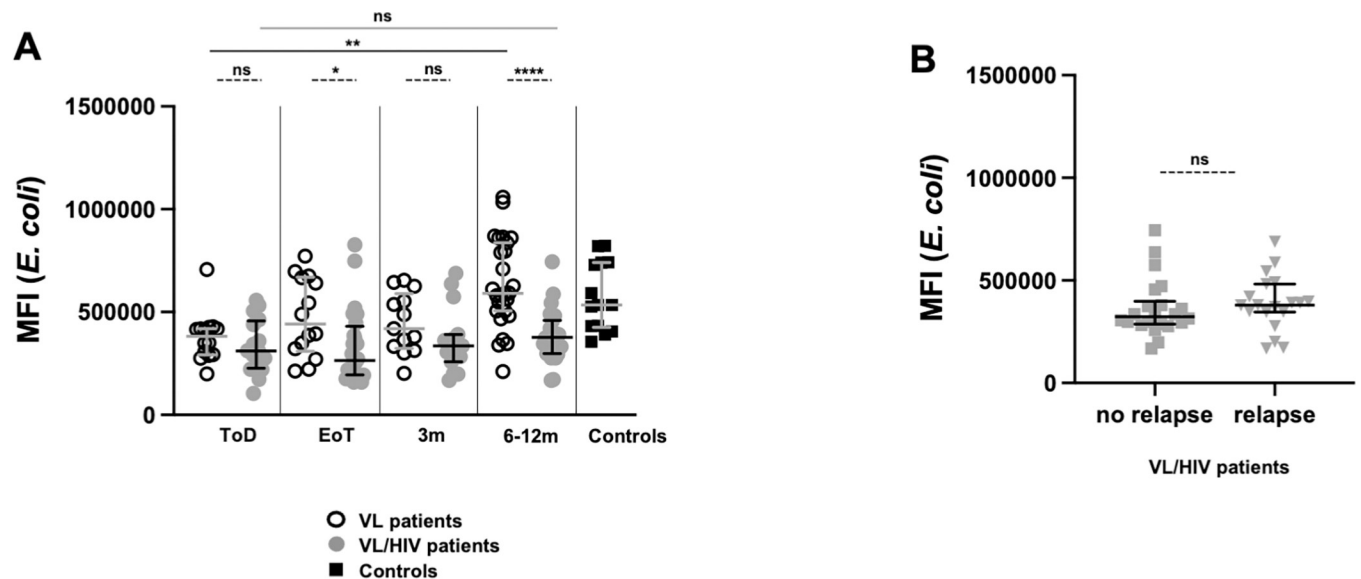 A
ns
**
ns * ns ****
MFI (E. coli)
1500000
1000000
500000
0
ToD EoT 3m 6-12m Controls
VL patients
VL/HIV patients
Controls
B
ns
MFI (E. coli)
1500000
1000000
500000
0
no relapse relapse
VL/HIV patients